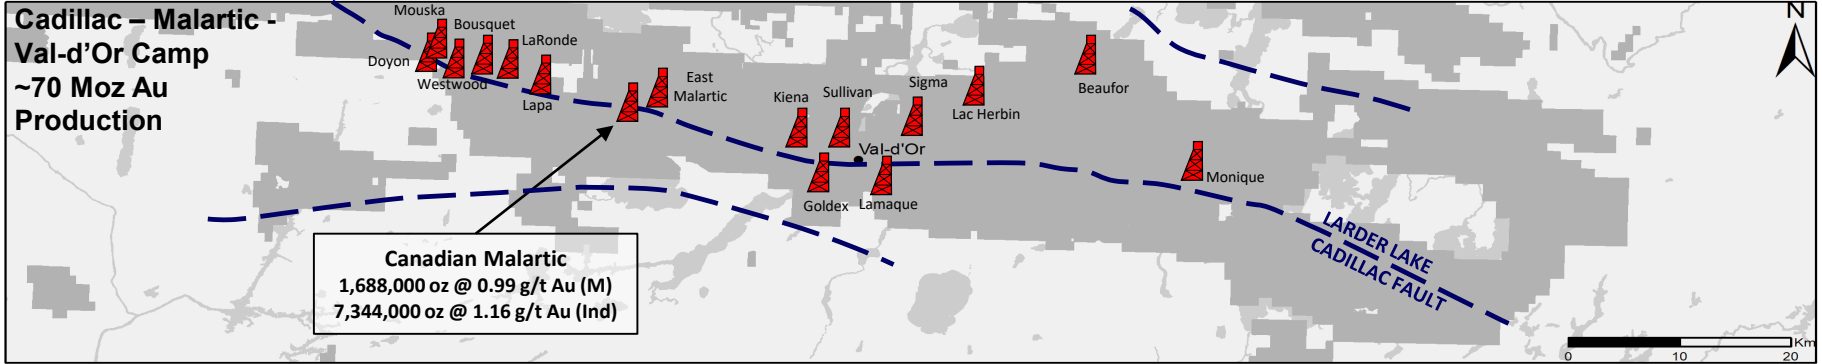 Cadillac – Malartic -
Val-d'Or Camp
~70 Moz Au
Production
Mouska
Bousquet
LaRonde
Doyon
Westwood
Lapa
East
Malartic
Kiena
Sullivan
Sigma
Lac Herbin
Beaufor
Val-d'Or
Goldex
Lamaque
Monique
N
Canadian Malartic
1,688,000 oz @ 0.99 g/t Au (M)
7,344,000 oz @ 1.16 g/t Au (Ind)
LARDER LAKE
CADILLAC FAULT
Km
0
10
20